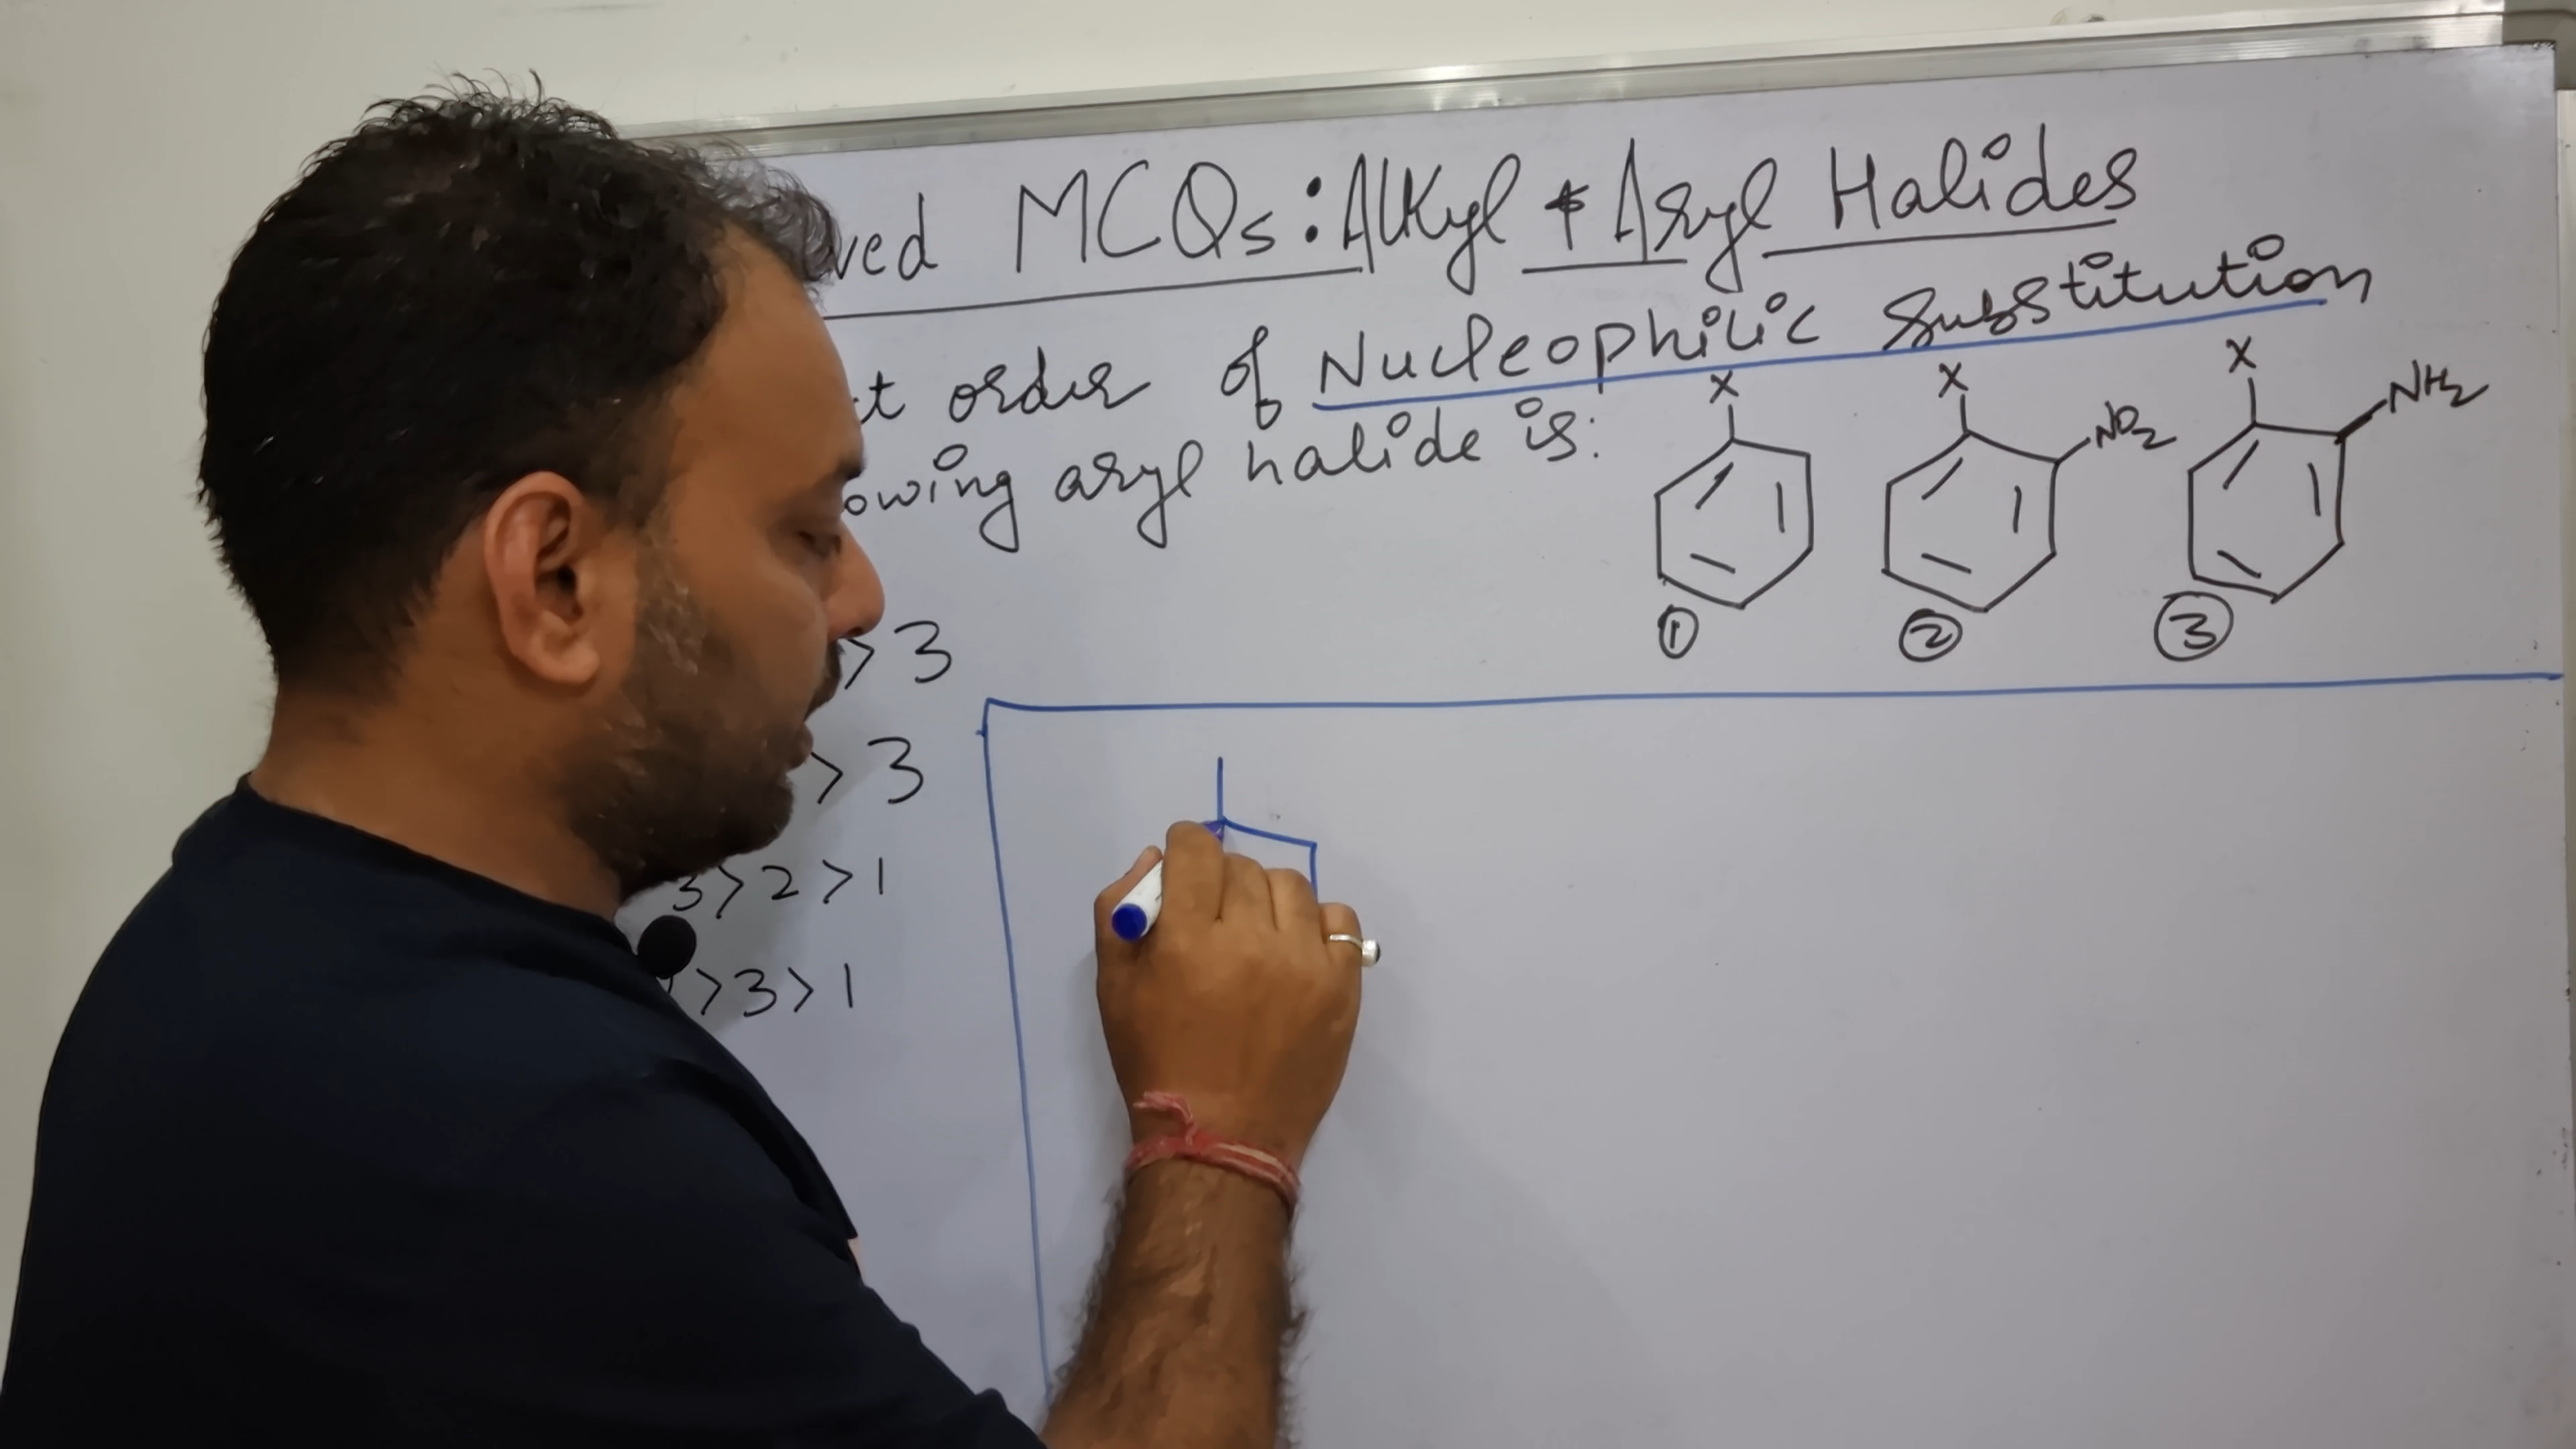 ved MCQs: Alkyl & Aryl Halides
t order of Nucleophilic Substitution
owing aryl halide is:
X
X NO2
X NH2
① ② ③
> 3
> 3
3 > 2 > 1
> 3 > 1